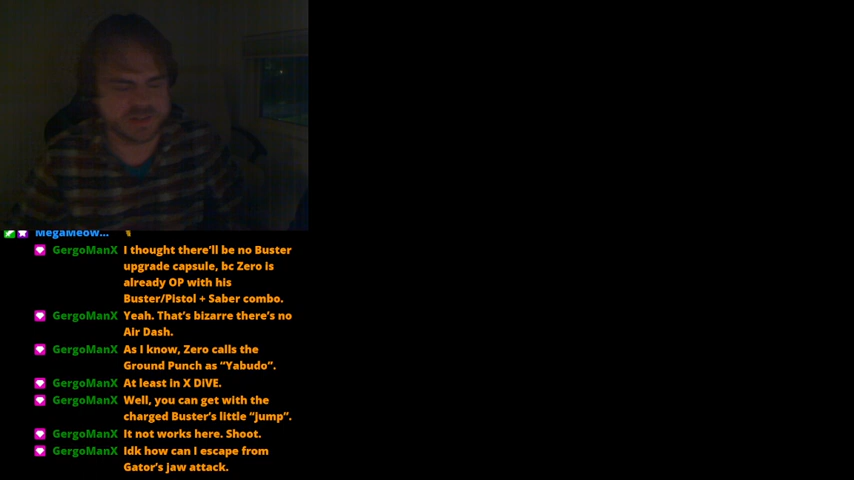 MegaMeow...
GergoManX I thought there'll be no Buster
upgrade capsule, bc Zero is
already OP with his
Buster/Pistol + Saber combo.
GergoManX Yeah. That's bizarre there's no
Air Dash.
GergoManX As I know, Zero calls the
Ground Punch as “Yabudo”.
GergoManX At least in X DiVE.
GergoManX Well, you can get with the
charged Buster's little “jump”.
GergoManX It not works here. Shoot.
GergoManX Idk how can I escape from
Gator's jaw attack.